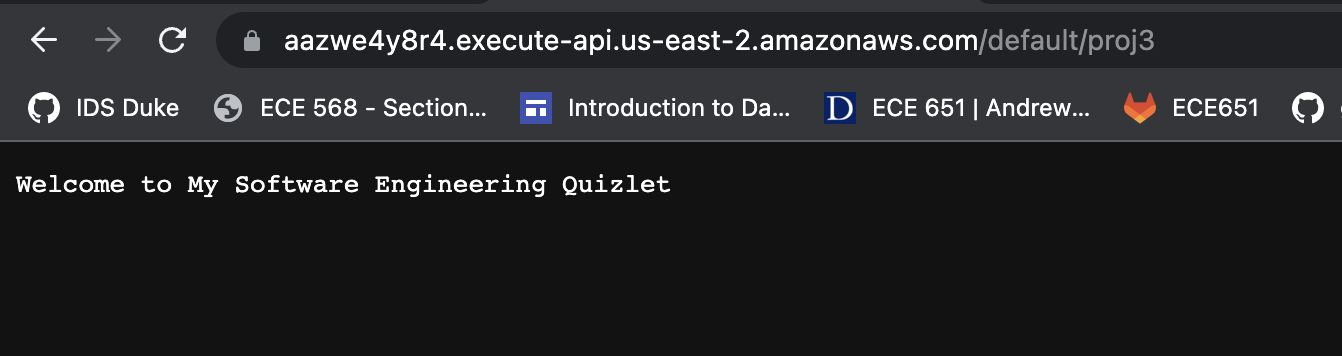 aazwe4y8r4.execute-api.us-east-2.amazonaws.com/default/proj3
IDS Duke ECE 568 - Section... Introduction to Da... D ECE 651 | Andrew... ECE651
Welcome to My Software Engineering Quizlet